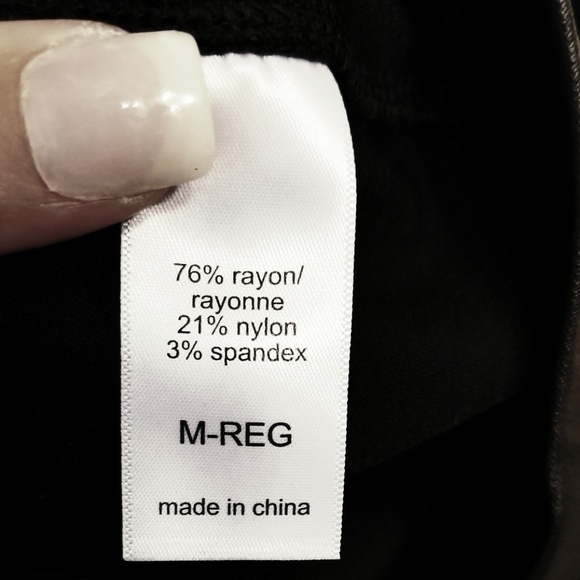 76% rayon/
rayonne
21% nylon
3% spandex
M-REG
made in china